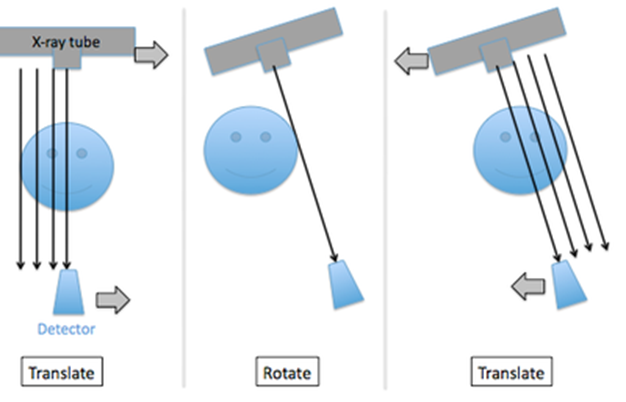 X-ray tube
Detector
Translate
Rotate
Translate